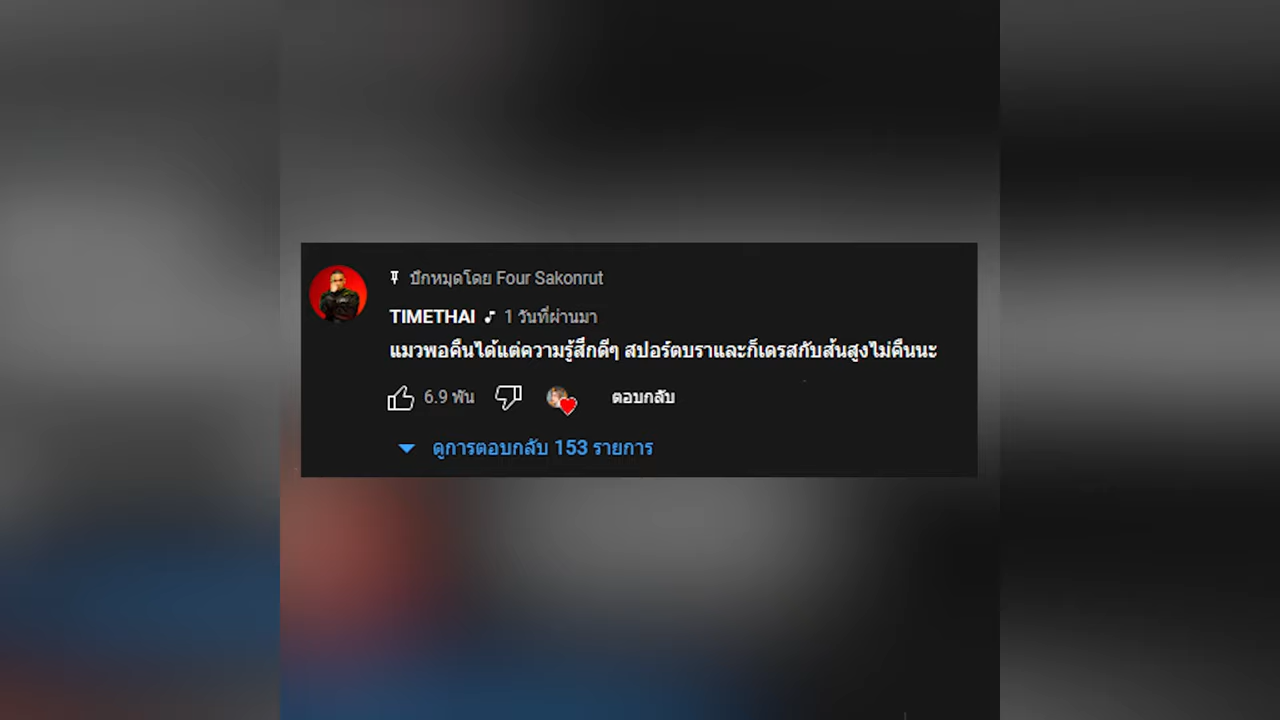 ปักหมุดโดย Four Sakonrut
TIMETHAI ♪ 1 วันที่ผ่านมา
แมวพอคืนได้แต่ความรู้สึกดีๆ สปอร์ตบราและก็เดรสกับส้นสูงไม่คืนนะ
6.9 พัน ตอบกลับ
ดูการตอบกลับ 153 รายการ